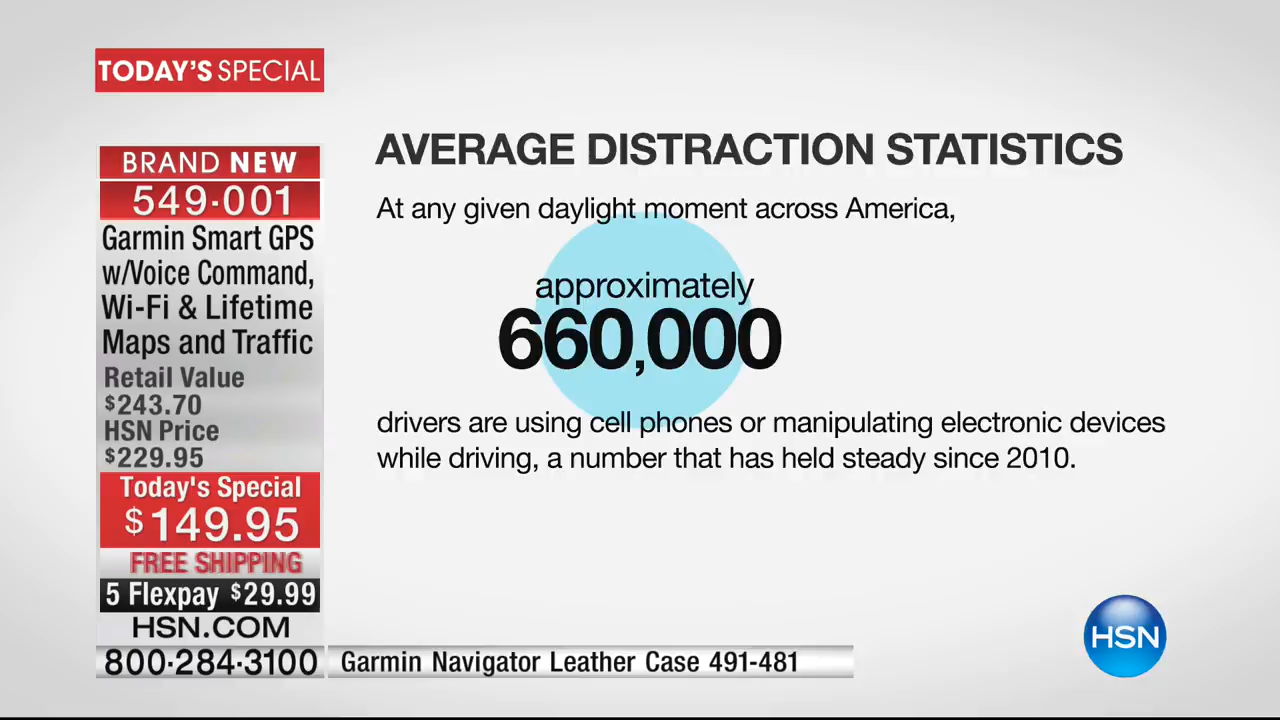 TODAY'S SPECIAL
BRAND NEW
549·001
Garmin Smart GPS
w/Voice Command,
Wi-Fi & Lifetime
Maps and Traffic
Retail Value
$243.70
HSN Price
$229.95
Today's Special
$149.95
FREE SHIPPING
5 Flexpay $29.99
HSN.COM
800·284·3100
AVERAGE DISTRACTION STATISTICS
At any given daylight moment across America,
approximately
660,000
drivers are using cell phones or manipulating electronic devices
while driving, a number that has held steady since 2010.
Garmin Navigator Leather Case 491-481
HSN